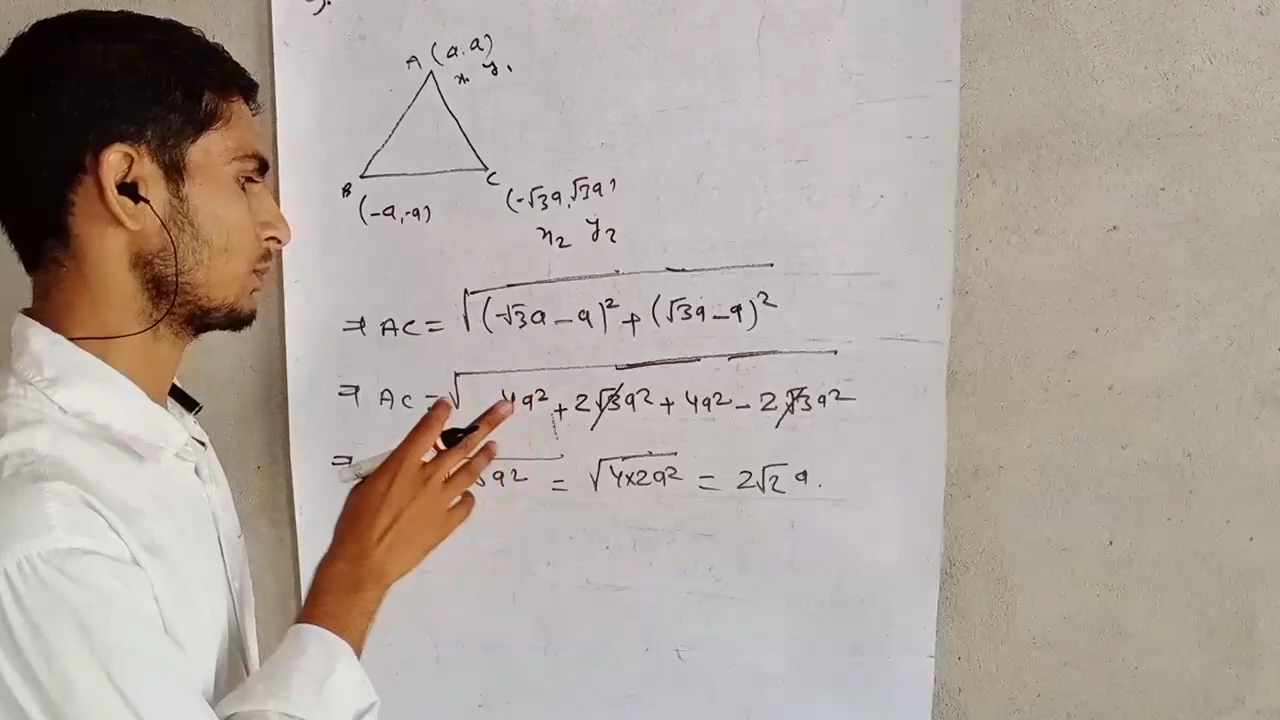 A (a, a)
x₁ y₁
B
C
(-a, -a)
(-√3a, √3a)
x₂ y₂
⇒ AC = √(-√3a - a)² + (√3a - a)²
⇒ AC = √4a² + 2√3a² + 4a² - 2√3a²
⇒ a² = √4×2a² = 2√2 a.